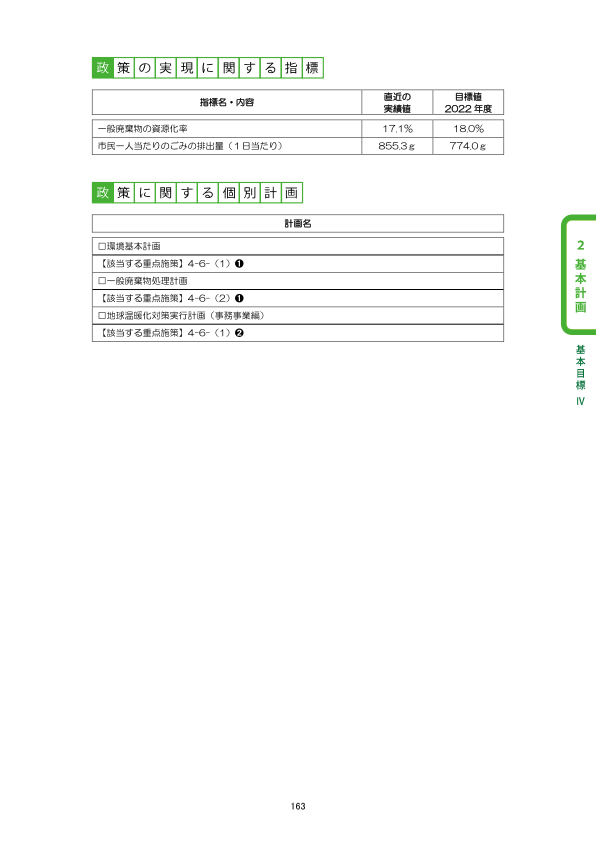 政策の実現に関する指標
指標名・内容 直近の実績値 目標値2022年度
一般廃棄物の資源化率 17.1% 18.0%
市民一人当たりのごみの排出量（１日当たり） 855.3ｇ 774.0ｇ
政策に関する個別計画
計画名
□環境基本計画
【該当する重点施策】4-6-（1）❶
□一般廃棄物処理計画
【該当する重点施策】4-6-（2）❶
□地球温暖化対策実行計画（事務事業編）
【該当する重点施策】4-6-（1）❷
2 基本計画
基本目標 Ⅳ
163